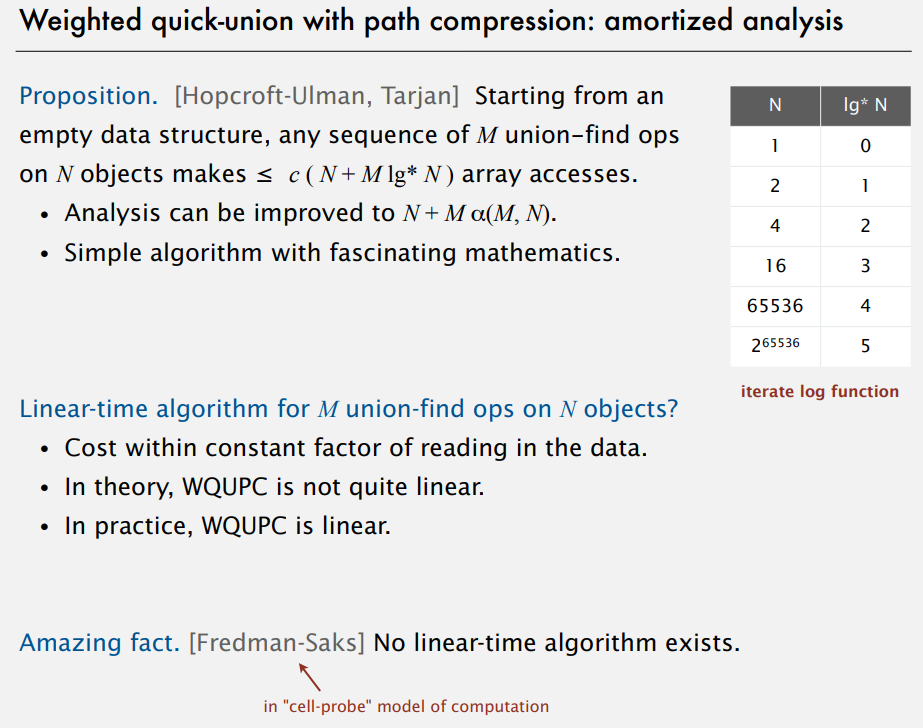 Weighted quick-union with path compression: amortized analysis
Proposition. [Hopcroft-Ulman, Tarjan] Starting from an
empty data structure, any sequence of M union–find ops
on N objects makes ≤ c ( N + M lg* N ) array accesses.
• Analysis can be improved to N + M α(M, N).
• Simple algorithm with fascinating mathematics.
N lg* N
1 0
2 1
4 2
16 3
65536 4
2⁶⁵⁵³⁶ 5
iterate log function
Linear-time algorithm for M union-find ops on N objects?
• Cost within constant factor of reading in the data.
• In theory, WQUPC is not quite linear.
• In practice, WQUPC is linear.
Amazing fact. [Fredman-Saks] No linear-time algorithm exists.
in "cell-probe" model of computation